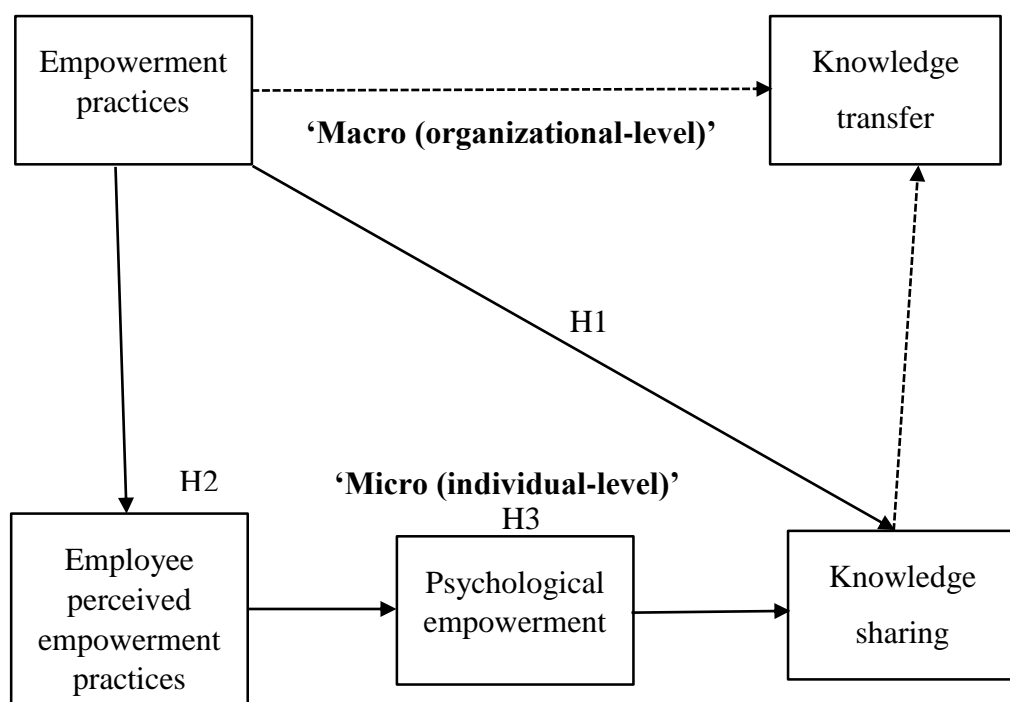 Empowerment
practices
Knowledge
transfer
‘Macro (organizational-level)’
H1
H2
‘Micro (individual-level)’
H3
Employee
perceived
empowerment
practices
Psychological
empowerment
Knowledge
sharing